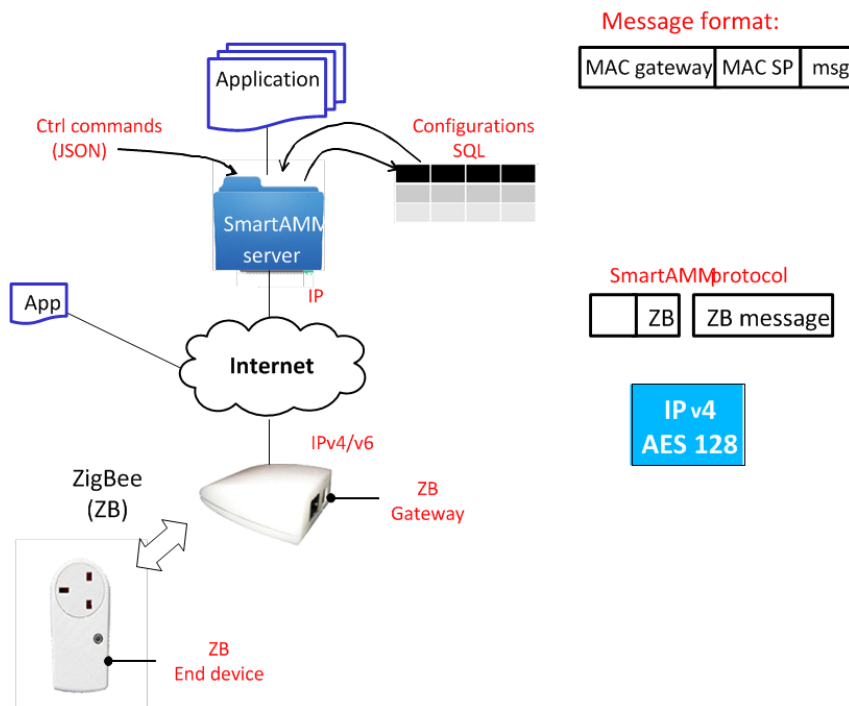 Message format:
MAC gateway MAC SP msg
Application
Ctrl commands
(JSON)
Configurations
SQL
SmartAMM
server
SmartAMM protocol
IP
App
ZB ZB message
Internet
IP v4
AES 128
IPv4/v6
ZigBee
(ZB)
ZB
Gateway
ZB
End device